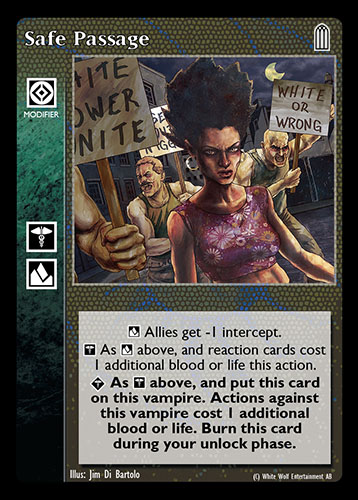 Safe Passage
MODIFIER
WHITE
POWER
UNITE
WHITE
OR
WRONG
Allies get -1 intercept.
As above, and reaction cards cost
1 additional blood or life this action.
As above, and put this card
on this vampire. Actions against
this vampire cost 1 additional
blood or life. Burn this card
during your unlock phase.
Illus: Jim Di Bartolo
(C) White Wolf Entertainment AB